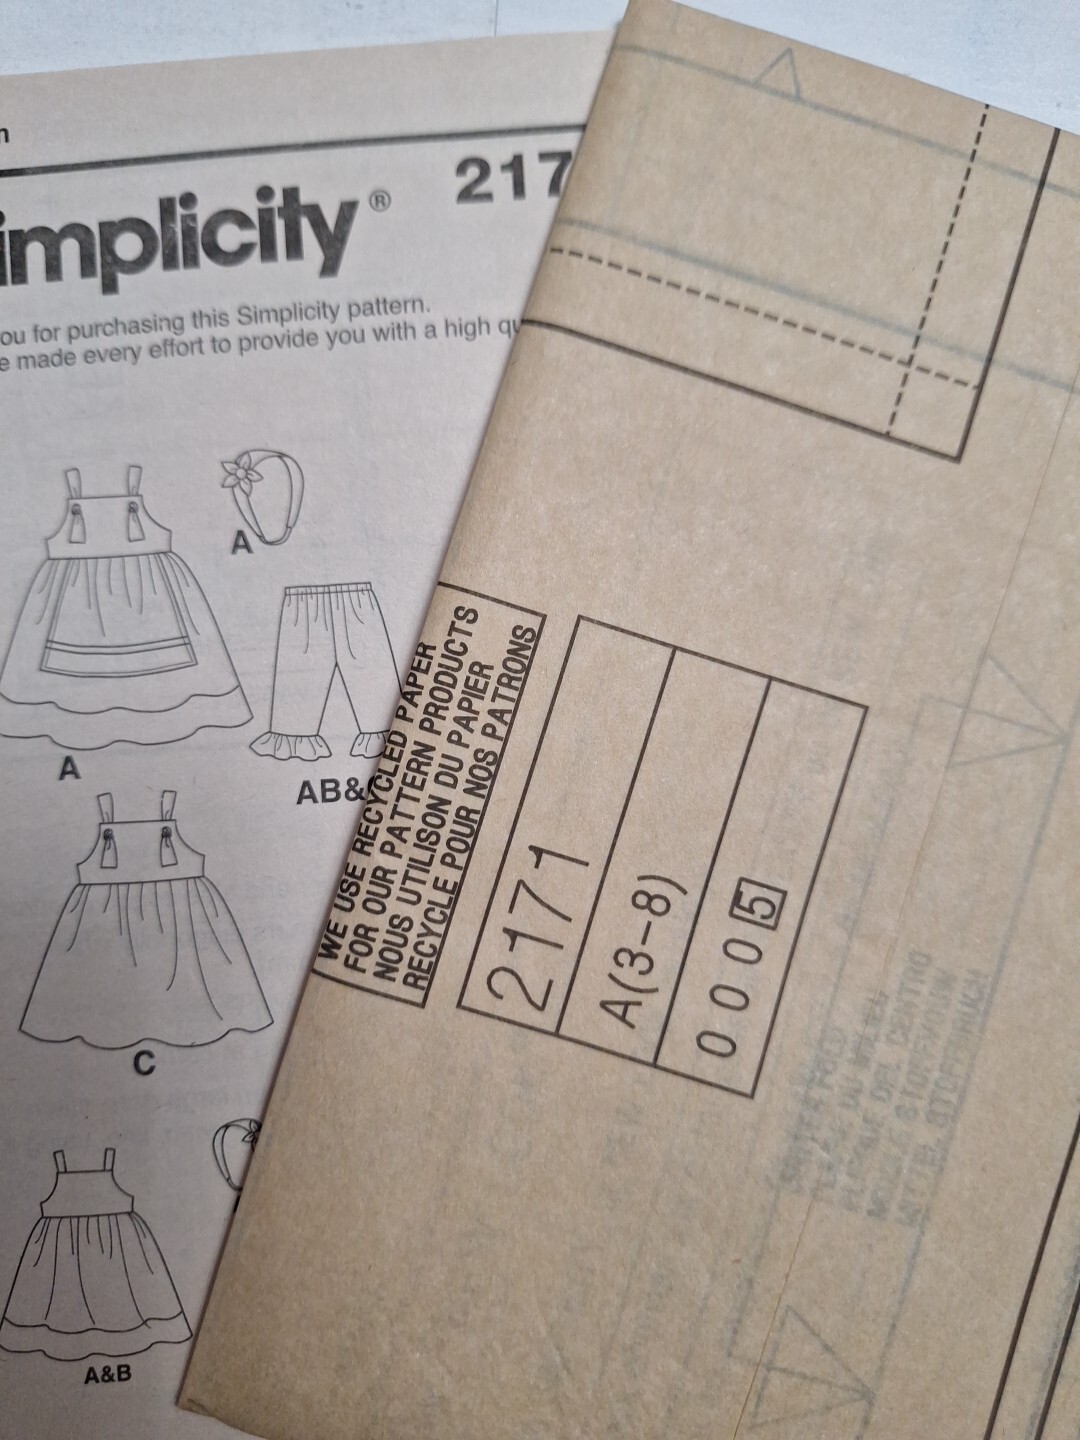 n
implicity®
217
ou for purchasing this Simplicity pattern.
e made every effort to provide you with a high qu
A
A
AB&
C
A&B
WE USE RECYCLED PAPER
FOR OUR PATTERN PRODUCTS
NOUS UTILISON DU PAPIER
RECYCLE POUR NOS PATRONS
2171
A(3-8)
0 0 0 5